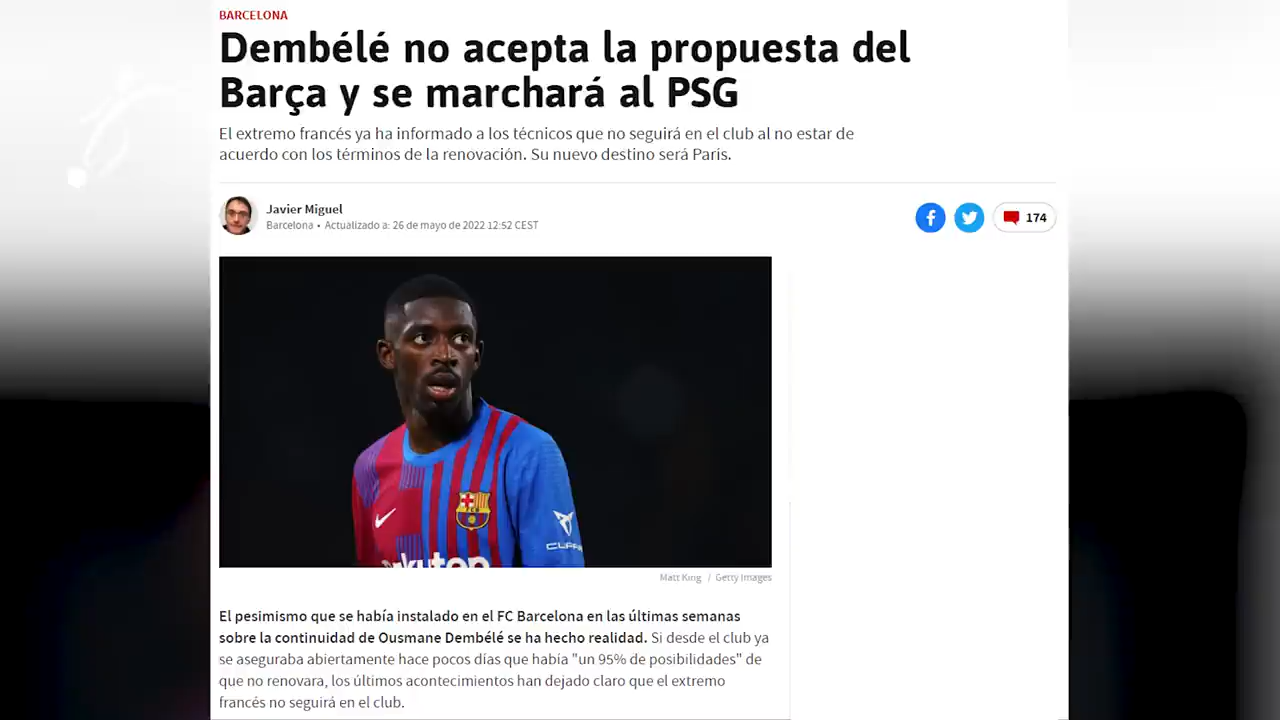 BARCELONA
Dembélé no acepta la propuesta del
Barça y se marchará al PSG
El extremo francés ya ha informado a los técnicos que no seguirá en el club al no estar de
acuerdo con los términos de la renovación. Su nuevo destino será Paris.
Javier Miguel
Barcelona • Actualizado a: 26 de mayo de 2022 12:52 CEST
174
FCB
CUPRA
Rakuten
Matt King / Getty Images
El pesimismo que se había instalado en el FC Barcelona en las últimas semanas
sobre la continuidad de Ousmane Dembélé se ha hecho realidad. Si desde el club ya
se aseguraba abiertamente hace pocos días que había "un 95% de posibilidades" de
que no renovara, los últimos acontecimientos han dejado claro que el extremo
francés no seguirá en el club.